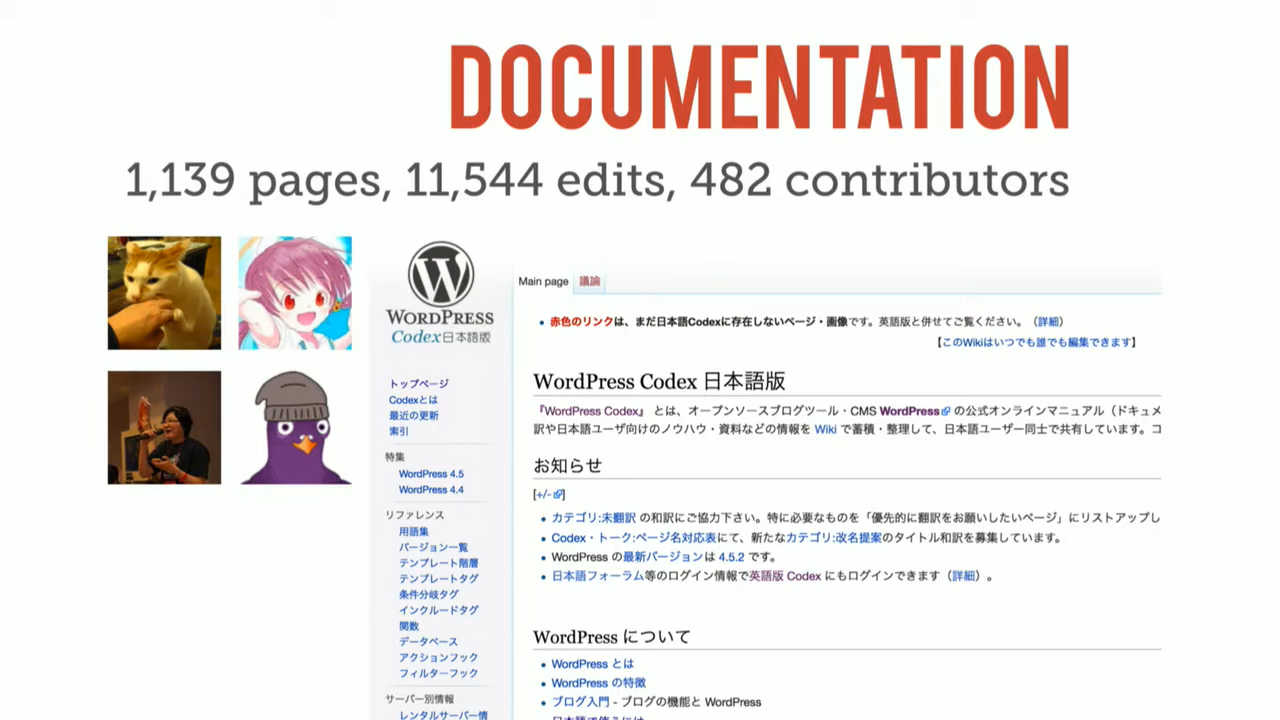 DOCUMENTATION
1,139 pages, 11,544 edits, 482 contributors
WORDPRESS
Codex日本語版
トップページ
Codexとは
最近の更新
索引
特集
WordPress 4.5
WordPress 4.4
リファレンス
用語集
バージョン一覧
テンプレート階層
テンプレートタグ
条件分岐タグ
インクルードタグ
関数
データベース
アクションフック
フィルターフック
サーバー別情報
レンタルサーバー情
Main page 議論
赤色のリンクは、まだ日本語Codexに存在しないページ・画像です。英語版と併せてご覧ください。（詳細）
【このWikiはいつでも誰でも編集できます】
WordPress Codex 日本語版
『WordPress Codex』 とは、オープンソースブログツール・CMS WordPress の公式オンラインマニュアル（ドキュメ
訳や日本語ユーザ向けのノウハウ・資料などの情報を Wiki で蓄積・整理して、日本語ユーザー同士で共有しています。コ
お知らせ
[+/-]
カテゴリ:未翻訳 の和訳にご協力下さい。特に必要なものを「優先的に翻訳をお願いしたいページ」にリストアップし
Codex・トーク:ページ名対応表にて、新たなカテゴリ:改名提案のタイトル和訳を募集しています。
WordPress の最新バージョンは 4.5.2 です。
日本語フォーラム等のログイン情報で英語版 Codex にもログインできます（詳細）。
WordPress について
WordPress とは
WordPress の特徴
ブログ入門 - ブログの機能と WordPress
日本語で使うには